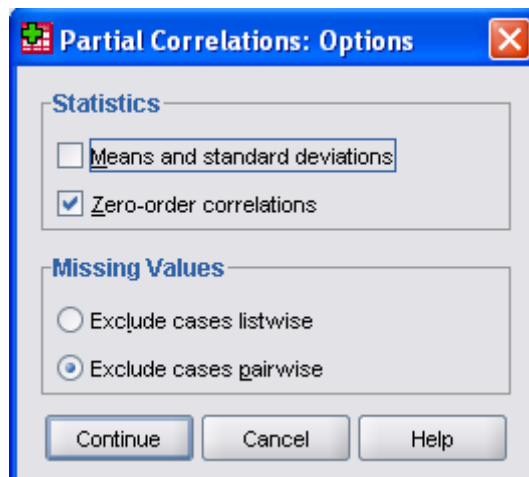 Partial Correlations: Options
Statistics
Means and standard deviations
Zero-order correlations
Missing Values
Exclude cases listwise
Exclude cases pairwise
Continue Cancel Help